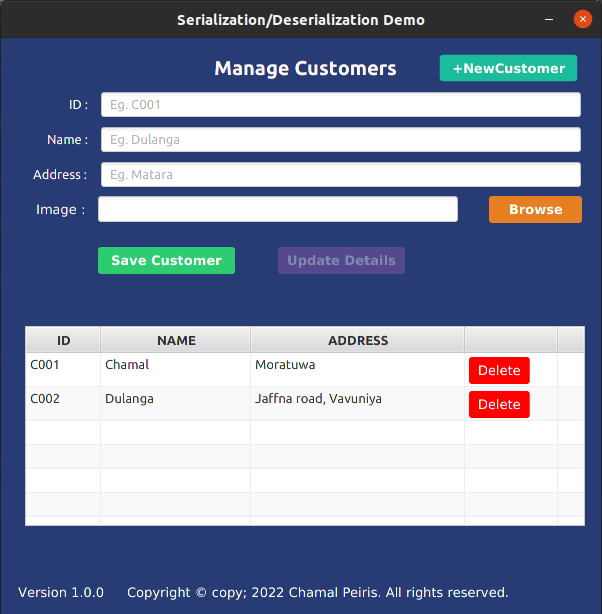 Serialization/Deserialization Demo
Manage Customers
+NewCustomer
ID :
Eg. C001
Name :
Eg. Dulanga
Address :
Eg. Matara
Image :
Browse
Save Customer
Update Details
ID NAME ADDRESS
C001 Chamal Moratuwa Delete
C002 Dulanga Jaffna road, Vavuniya Delete
Version 1.0.0 Copyright © copy; 2022 Chamal Peiris. All rights reserved.